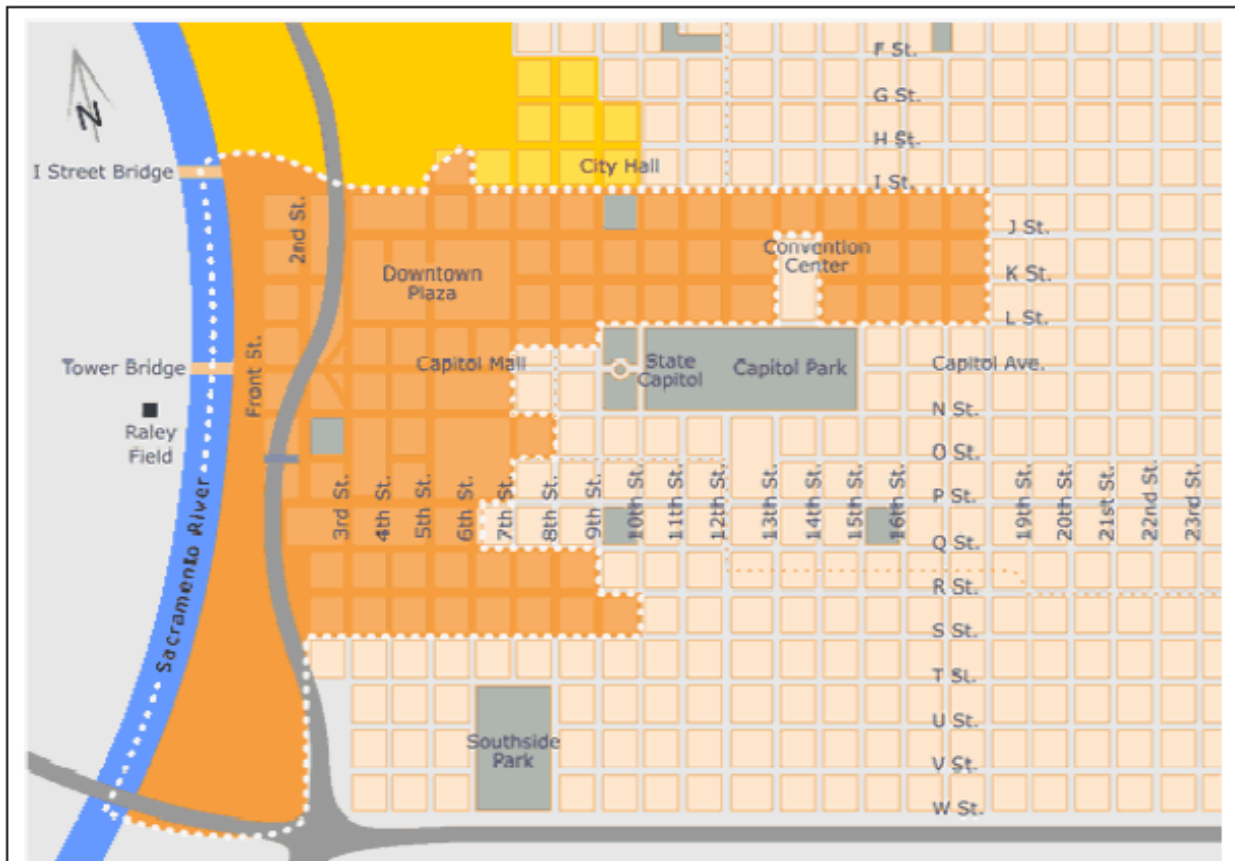 N
F St.
G St.
H St.
City Hall
I Street Bridge
I St.
2nd St.
J St.
Convention
Center
Downtown
Plaza
K St.
L St.
Front St.
Tower Bridge
Capitol Mall
State
Capitol
Capitol Park
Capitol Ave.
N St.
Raley
Field
O St.
P St.
3rd St.
4th St.
5th St.
6th St.
7th St.
8th St.
9th St.
10th St.
11th St.
12th St.
13th St.
14th St.
15th St.
16th St.
19th St.
20th St.
21st St.
22nd St.
23rd St.
Q St.
Sacramento River
R St.
S St.
T St.
U St.
Southside
Park
V St.
W St.